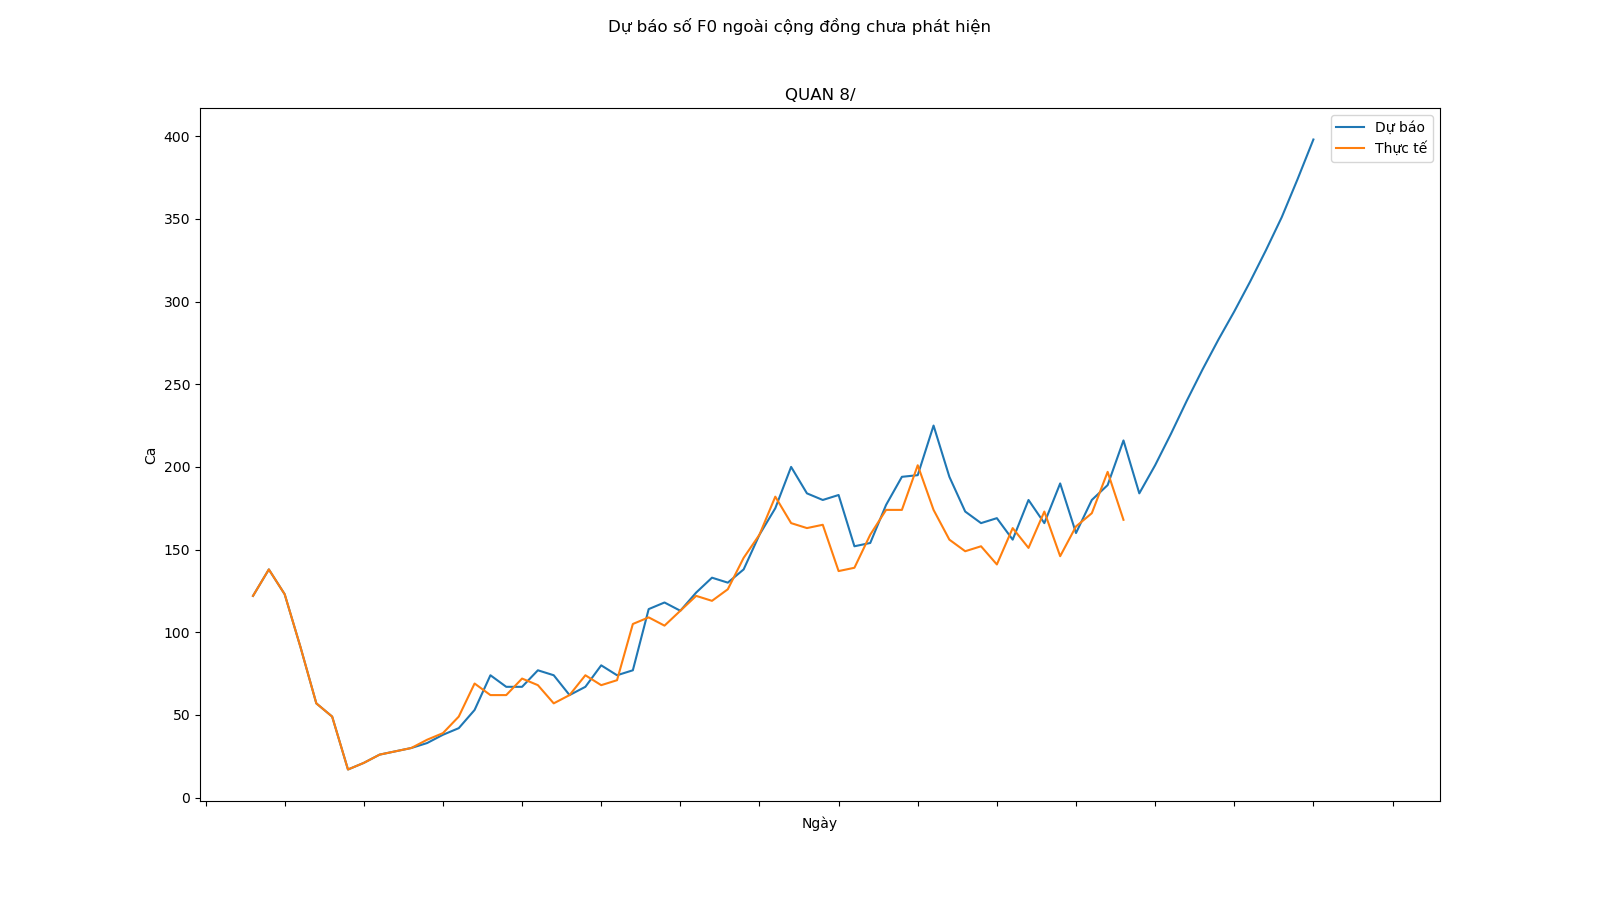 Dự báo số F0 ngoài cộng đồng chưa phát hiện
QUAN 8/
Dự báo
Thực tế
400
350
300
250
200
150
100
50
0
Ca
Ngày